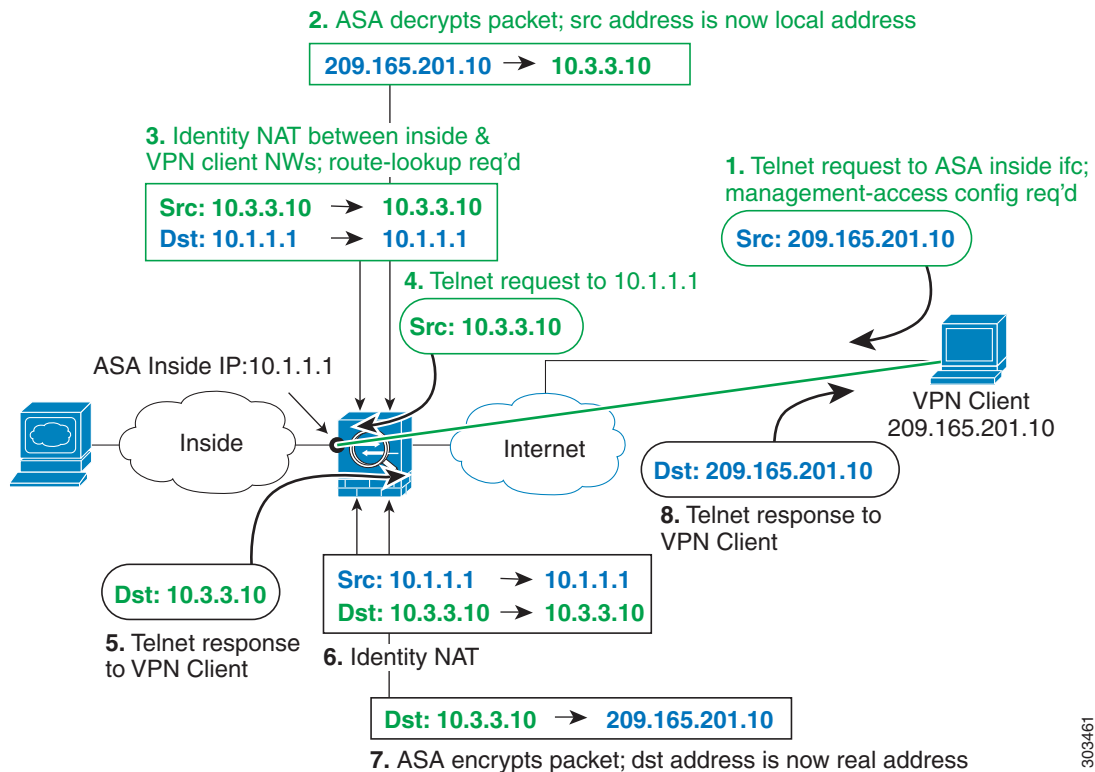 2. ASA decrypts packet; src address is now local address
209.165.201.10 → 10.3.3.10
3. Identity NAT between inside &
VPN client NWs; route-lookup req'd
Src: 10.3.3.10 → 10.3.3.10
Dst: 10.1.1.1 → 10.1.1.1
1. Telnet request to ASA inside ifc;
management-access config req'd
Src: 209.165.201.10
4. Telnet request to 10.1.1.1
Src: 10.3.3.10
ASA Inside IP:10.1.1.1
Inside
Internet
VPN Client
209.165.201.10
Dst: 209.165.201.10
8. Telnet response to
VPN Client
Dst: 10.3.3.10
5. Telnet response
to VPN Client
Src: 10.1.1.1 → 10.1.1.1
Dst: 10.3.3.10 → 10.3.3.10
6. Identity NAT
Dst: 10.3.3.10 → 209.165.201.10
7. ASA encrypts packet; dst address is now real address
303461